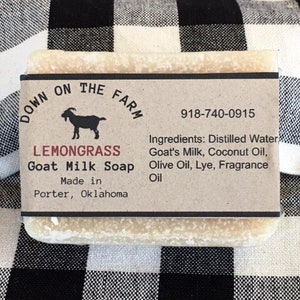 DOWN ON THE FARM
LEMONGRASS
Goat Milk Soap
Made in
Porter, Oklahoma
918-740-0915
Ingredients: Distilled Water,
Goat's Milk, Coconut Oil,
Olive Oil, Lye, Fragrance
Oil